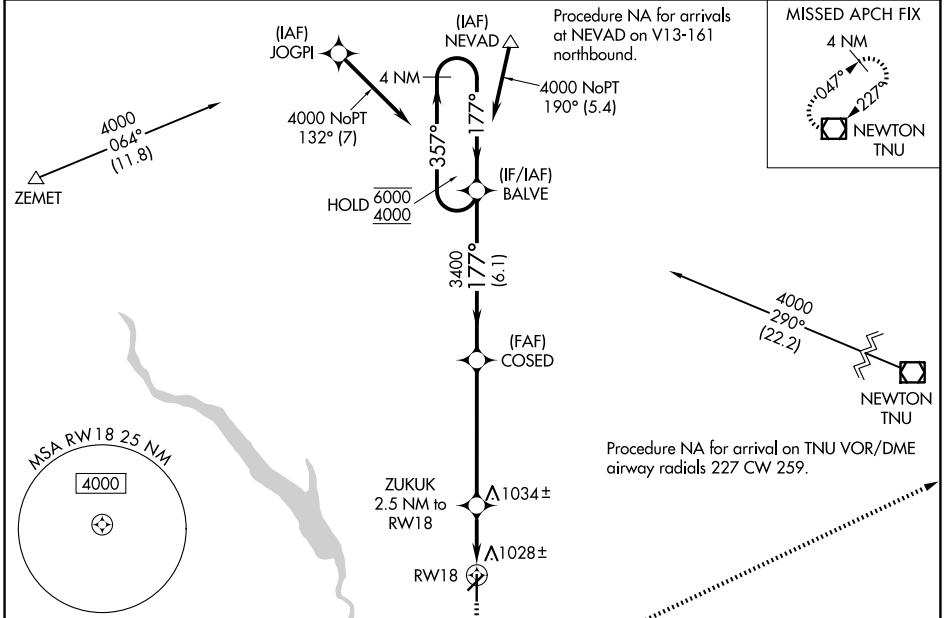 (IAF)
JOGPI
(IAF)
NEVAD
Procedure NA for arrivals
at NEVAD on V13-161
northbound.
MISSED APCH FIX
4 NM
047°
227°
NEWTON
TNU
4 NM
4000 NoPT
132° (7)
4000 NoPT
190° (5.4)
357°
177°
4000
064°
(11.8)
ZEMET
HOLD 6000
4000
(IF/IAF)
BALVE
3400
177°
(6.1)
4000
290°
(22.2)
(FAF)
COSED
NEWTON
TNU
Procedure NA for arrival on TNU VOR/DME
airway radials 227 CW 259.
MSA RW18 25 NM
4000
ZUKUK
2.5 NM to
RW18
1034±
1028±
RW18